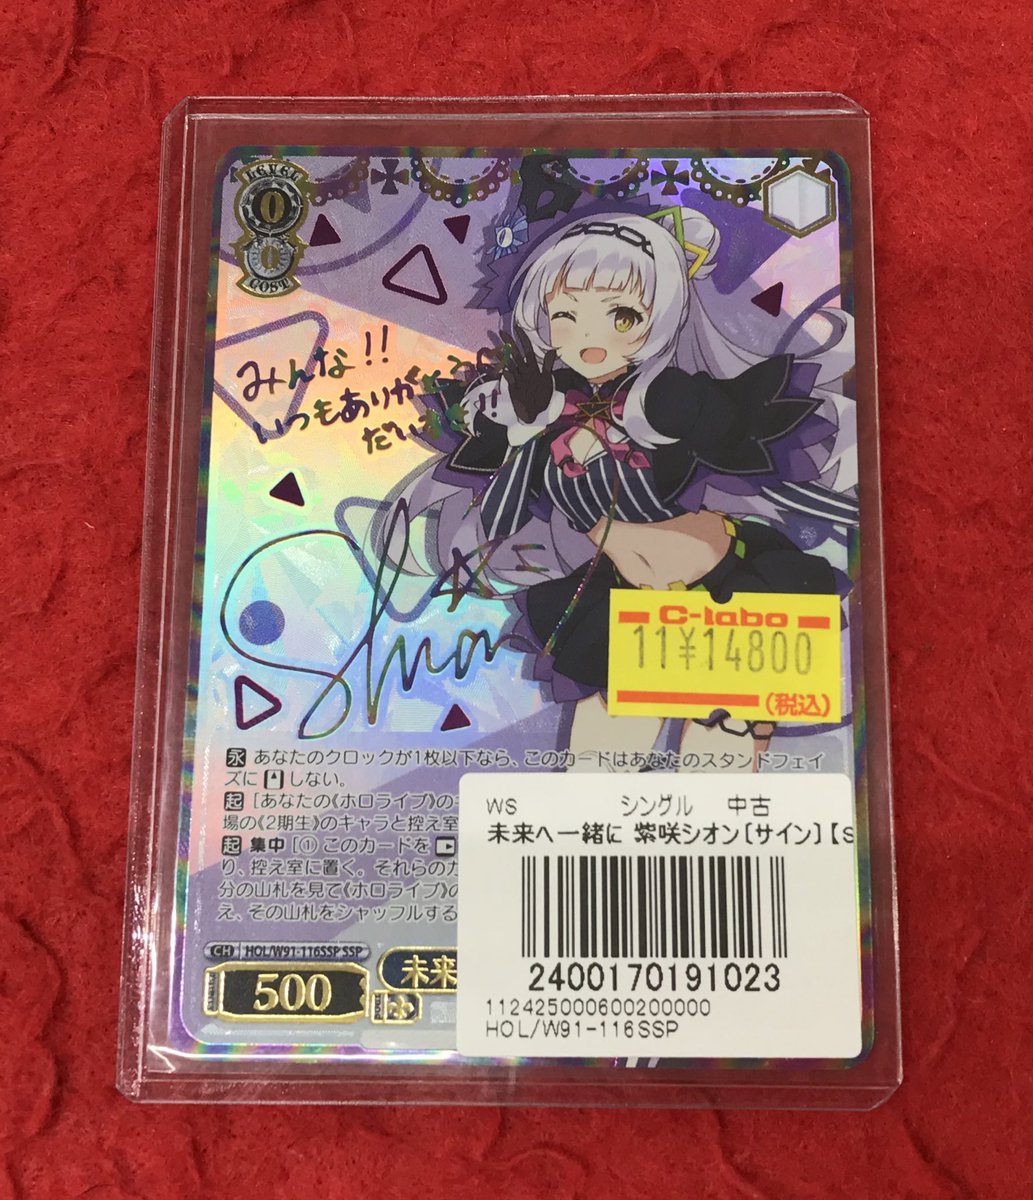 LEVEL
0
0
COST
みんな!!
いつもありがとう
だいすき!!
Shion
C-labo
11¥14800
(税込)
永 あなたのクロックが1枚以下なら、このカードはあなたのスタンドフェイ
ズに しない。
起 [あなたの《ホロライブ》の
場の《2期生》のキャラと控え室
起 集中 [① このカードを
り、控え室に置く。それらのカ
分の山札を見て《ホロライブ》の
え、その山札をシャッフルする
CH HOL/W91-116SSP SSP
500
未来
WS シングル 中古
未来へ一緒に 紫咲シオン[サイン]【S
2400170191023
112425000600200000
HOL/W91-116SSP